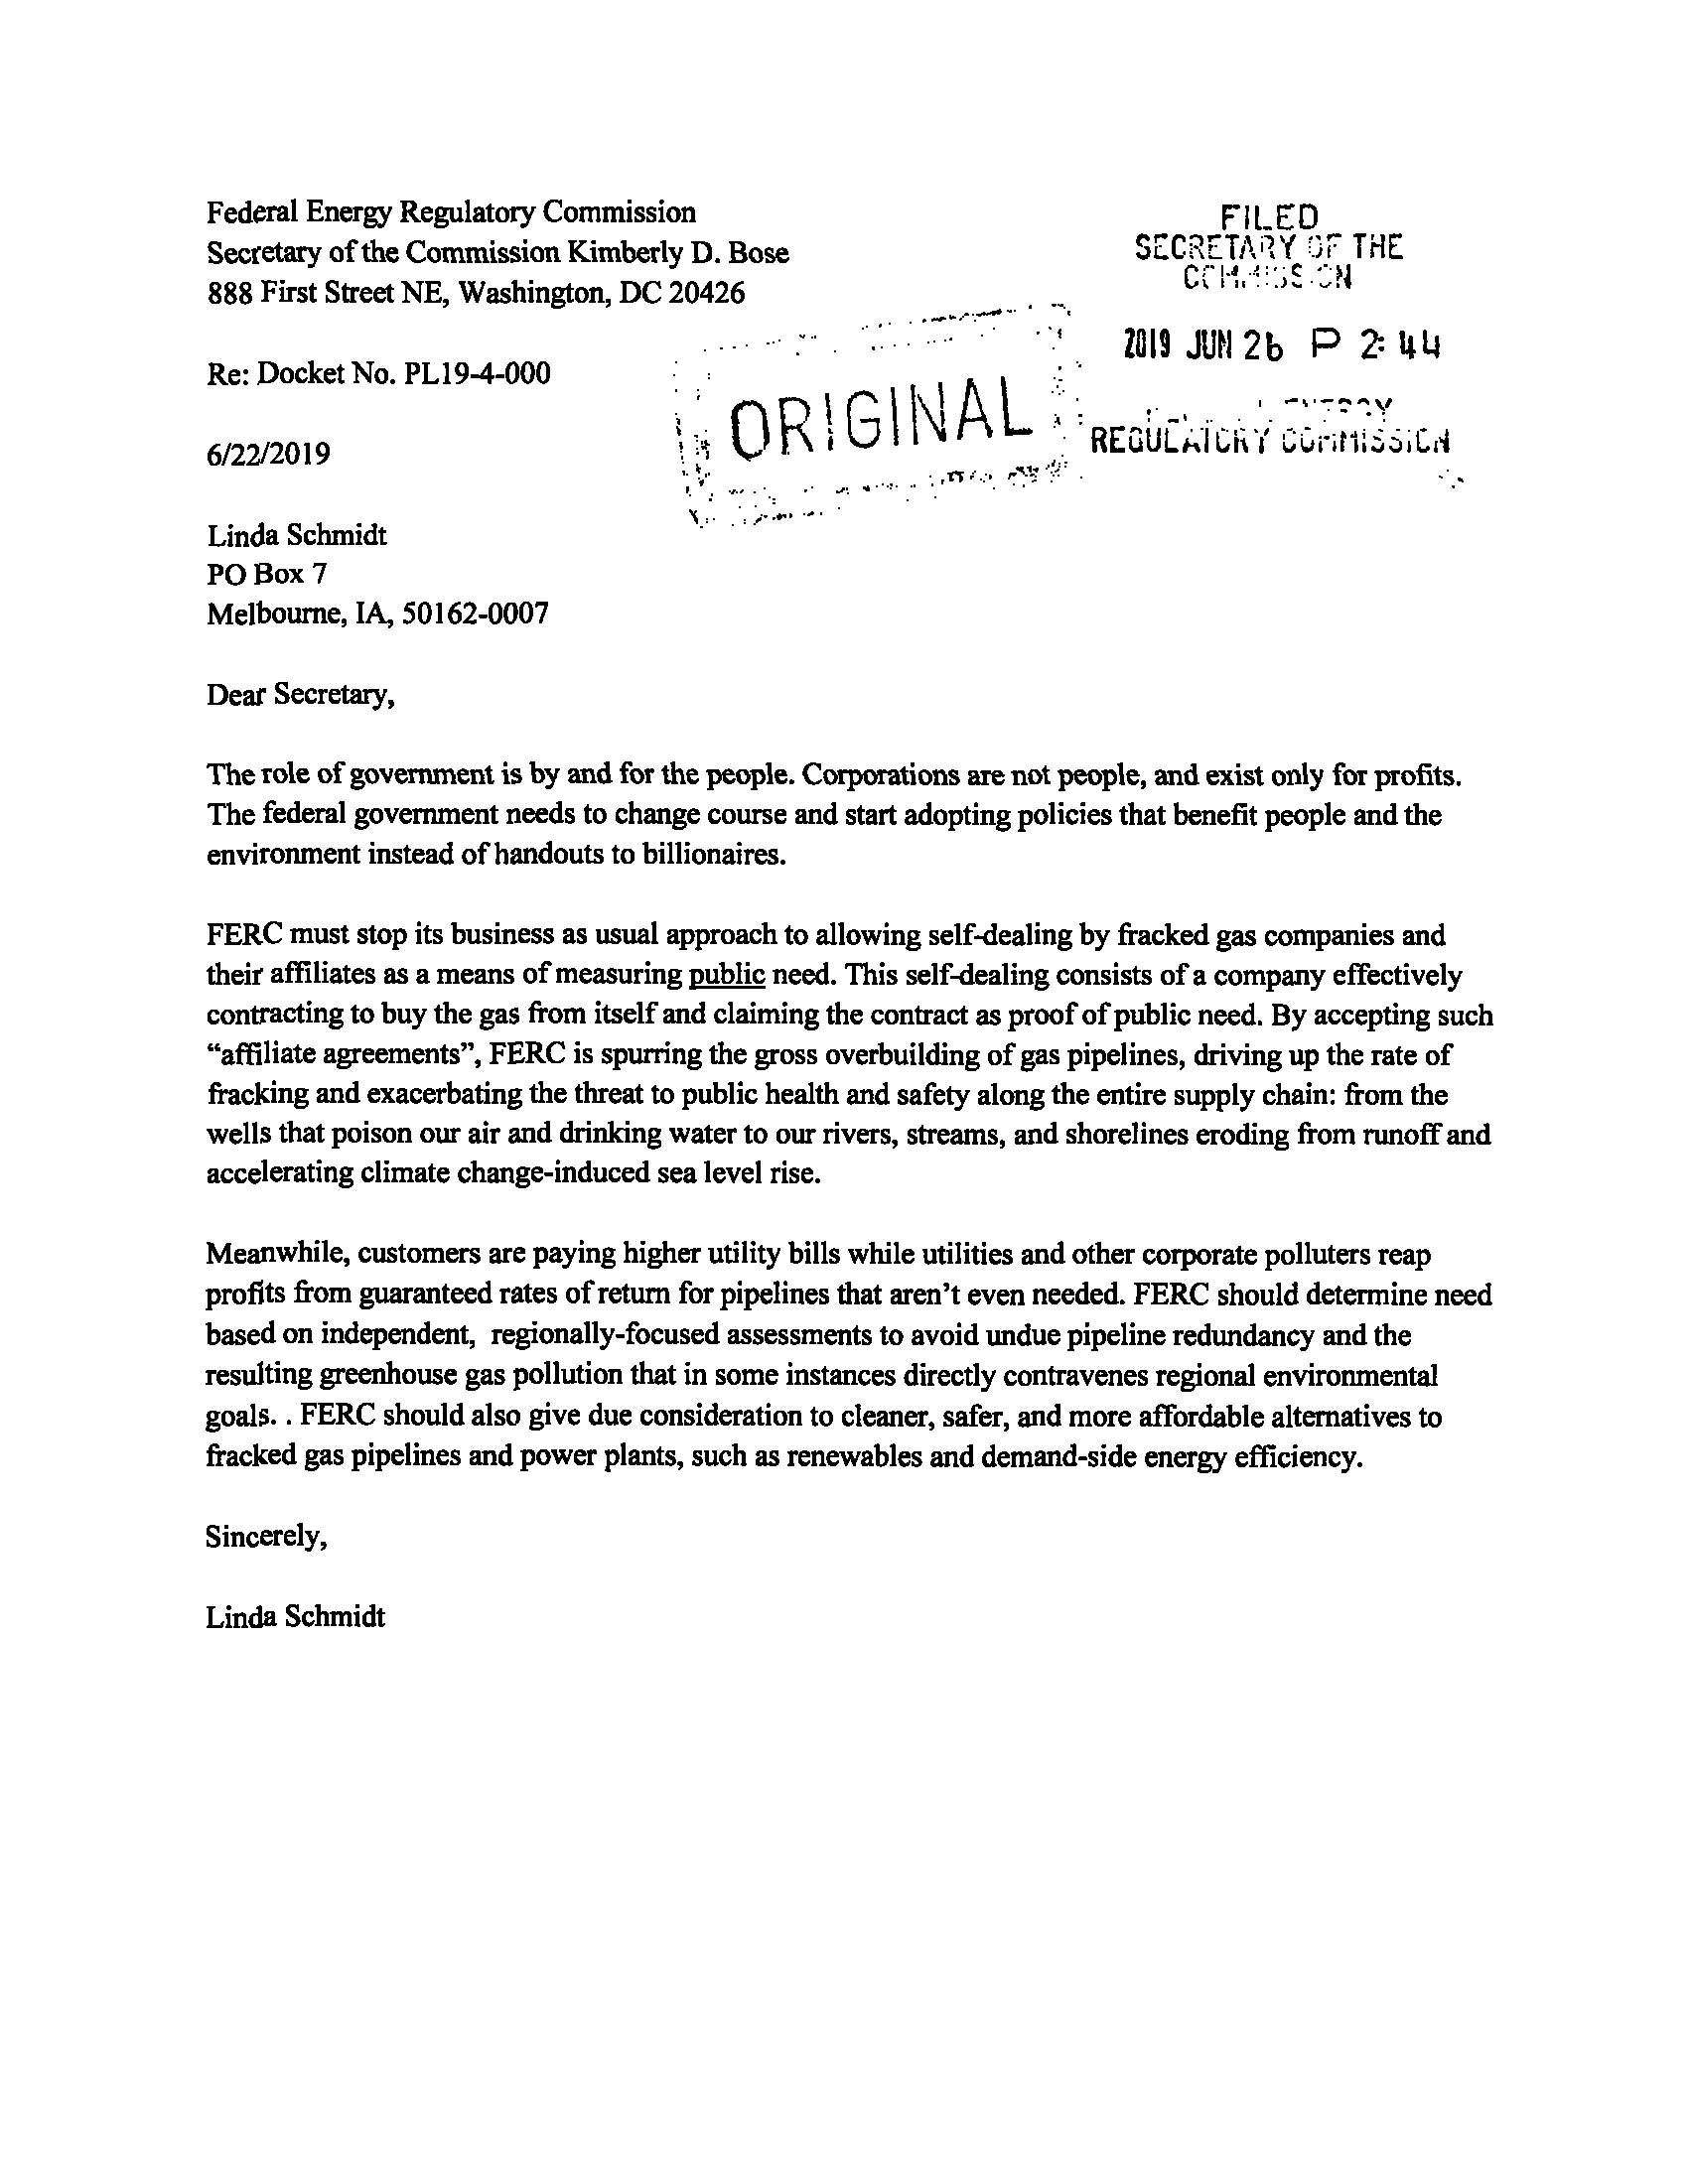 Federal Energy Regulatory Commission
Secretary of the Commission Kimberly D. Bose
888 First Street NE, Washington, DC 20426
FILED
SECRETARY OF THE
COMMISSION
2019 JUN 26 P 2:44
REGULATORY COMMISSION
ORIGINAL
Re: Docket No. PL19-4-000
6/22/2019
Linda Schmidt
PO Box 7
Melbourne, IA, 50162-0007
Dear Secretary,
The role of government is by and for the people. Corporations are not people, and exist only for profits.
The federal government needs to change course and start adopting policies that benefit people and the
environment instead of handouts to billionaires.
FERC must stop its business as usual approach to allowing self-dealing by fracked gas companies and
their affiliates as a means of measuring public need. This self-dealing consists of a company effectively
contracting to buy the gas from itself and claiming the contract as proof of public need. By accepting such
“affiliate agreements”, FERC is spurring the gross overbuilding of gas pipelines, driving up the rate of
fracking and exacerbating the threat to public health and safety along the entire supply chain: from the
wells that poison our air and drinking water to our rivers, streams, and shorelines eroding from runoff and
accelerating climate change-induced sea level rise.
Meanwhile, customers are paying higher utility bills while utilities and other corporate polluters reap
profits from guaranteed rates of return for pipelines that aren’t even needed. FERC should determine need
based on independent,  regionally-focused assessments to avoid undue pipeline redundancy and the
resulting greenhouse gas pollution that in some instances directly contravenes regional environmental
goals. . FERC should also give due consideration to cleaner, safer, and more affordable alternatives to
fracked gas pipelines and power plants, such as renewables and demand-side energy efficiency.
Sincerely,
Linda Schmidt